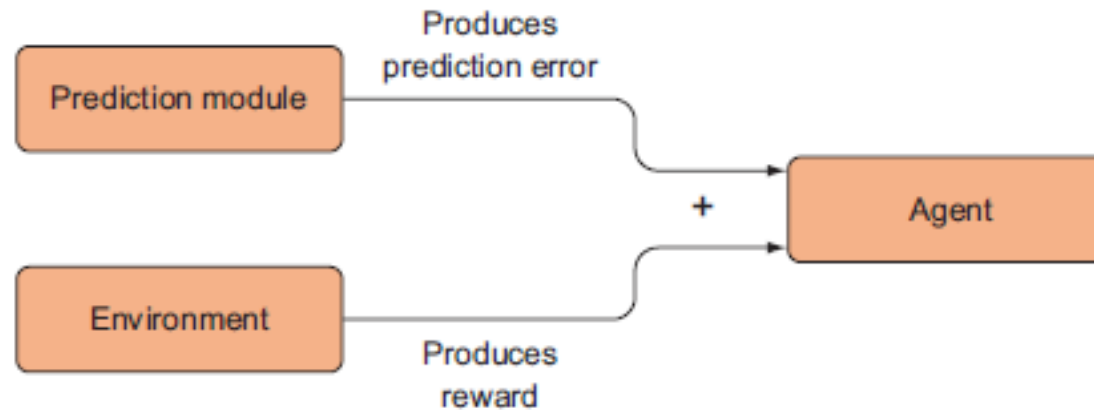 Produces
prediction error
Prediction module
+
Agent
Environment
Produces
reward